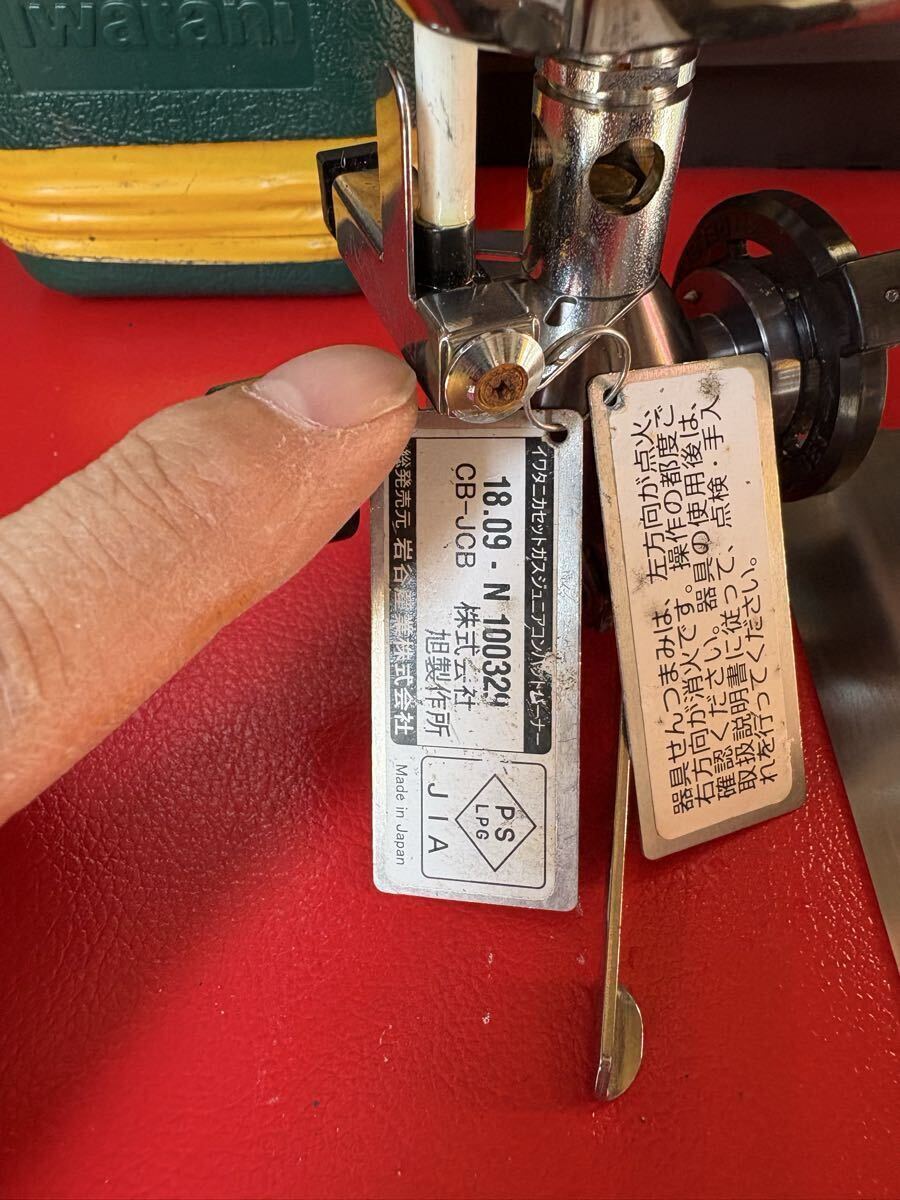 Iwatani
イワタニカセットガスジュニアコンパクトバーナー
18.09 - N 100329
CB-JCB
株式会社
旭製作所
総発売元 岩谷産業株式会社
PS
LPG
JIA
Made in Japan
器具せんつまみは、左方向が点火、
右方向が消火です。操作の都度ご
確認ください。器具の使用後は、
取扱説明書に従って、点検・手入
れを行ってください。